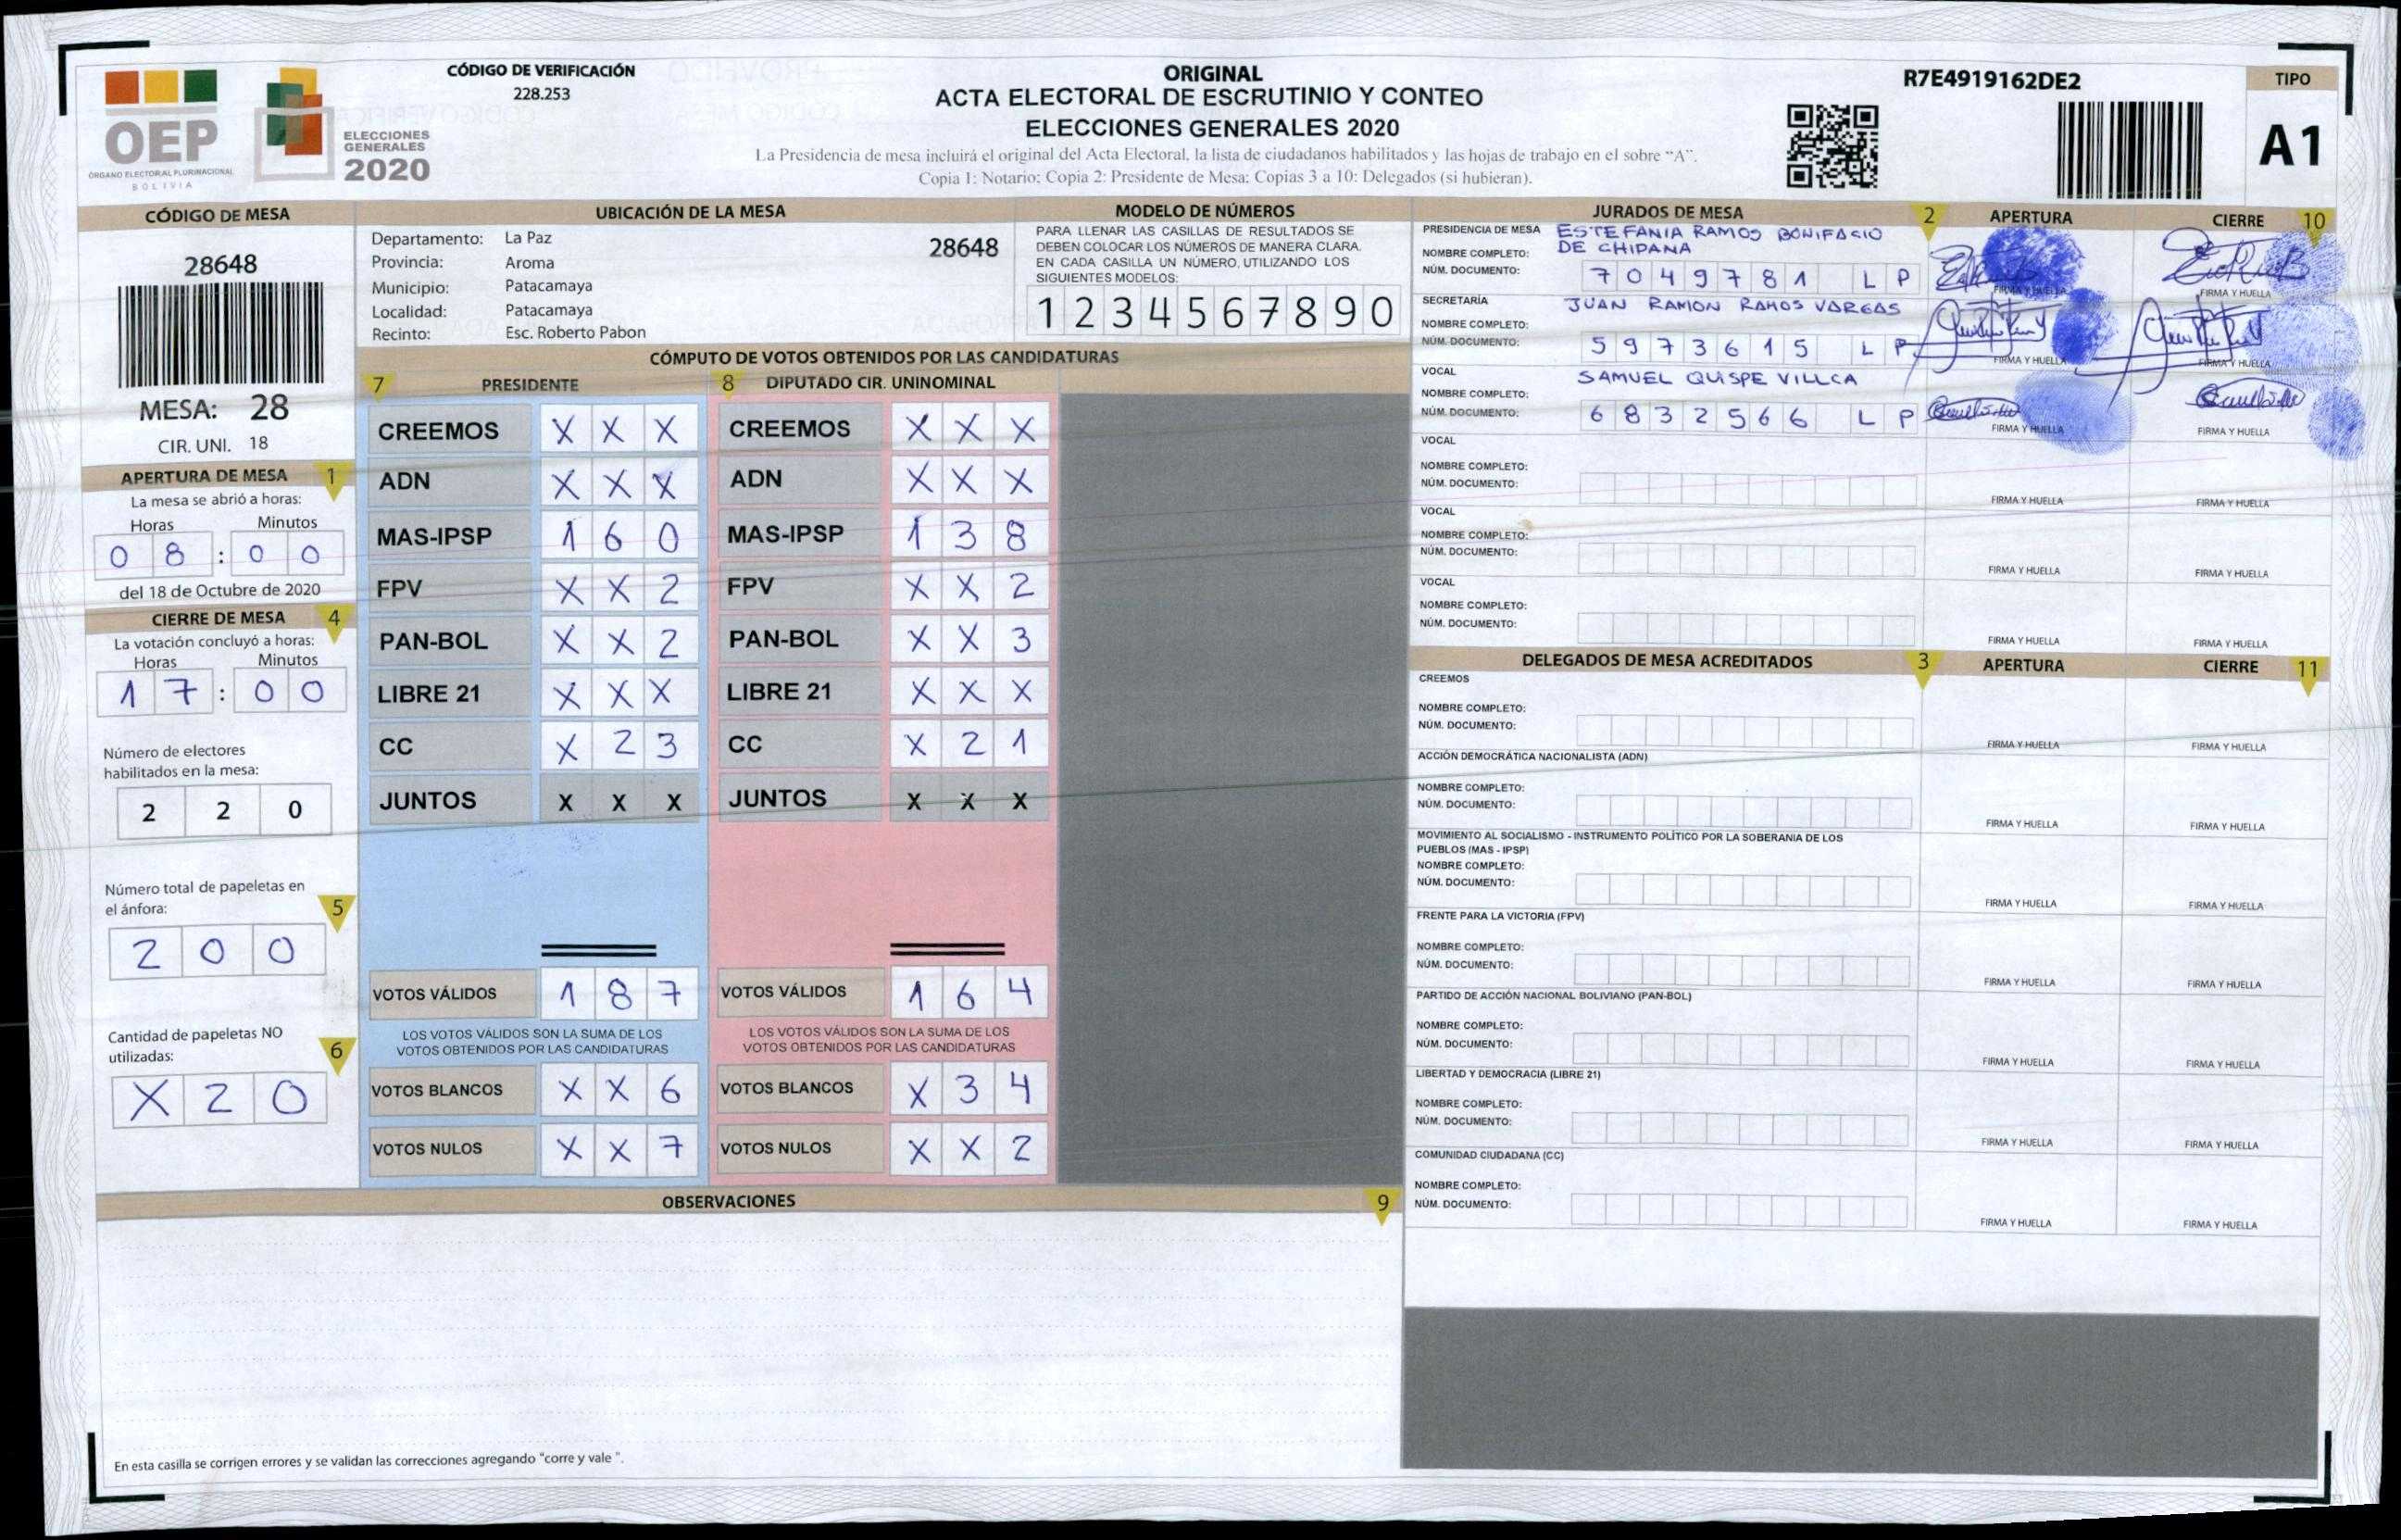 OEP
ÓRGANO ELECTORAL PLURINACIONAL
BOLIVIA
ELECCIONES
GENERALES
2020
CÓDIGO DE VERIFICACIÓN
228.253
ORIGINAL
ACTA ELECTORAL DE ESCRUTINIO Y CONTEO
ELECCIONES GENERALES 2020
La Presidencia de mesa incluirá el original del Acta Electoral, la lista de ciudadanos habilitados y las hojas de trabajo en el sobre "A".
Copia 1: Notario; Copia 2: Presidente de Mesa: Copias 3 a 10: Delegados (si hubieran).
R7E4919162DE2
TIPO
A1
CÓDIGO DE MESA
28648
MESA: 28
CIR. UNI. 18
APERTURA DE MESA 1
La mesa se abrió a horas:
Horas Minutos
0 8 : 0 0
del 18 de Octubre de 2020
CIERRE DE MESA 4
La votación concluyó a horas:
Horas Minutos
1 7 : 0 0
Número de electores
habilitados en la mesa:
2 2 0
Número total de papeletas en
el ánfora: 5
2 0 0
Cantidad de papeletas NO
utilizadas: 6
X 2 0
UBICACIÓN DE LA MESA
Departamento: La Paz 28648
Provincia: Aroma
Municipio: Patacamaya
Localidad: Patacamaya
Recinto: Esc. Roberto Pabon
MODELO DE NÚMEROS
PARA LLENAR LAS CASILLAS DE RESULTADOS SE
DEBEN COLOCAR LOS NÚMEROS DE MANERA CLARA.
EN CADA CASILLA UN NÚMERO, UTILIZANDO LOS
SIGUIENTES MODELOS:
1 2 3 4 5 6 7 8 9 0
CÓMPUTO DE VOTOS OBTENIDOS POR LAS CANDIDATURAS
7 PRESIDENTE 8 DIPUTADO CIR. UNINOMINAL
CREEMOS X X X CREEMOS X X X
ADN X X X ADN X X X
MAS-IPSP 1 6 0 MAS-IPSP 1 3 8
FPV X X 2 FPV X X 2
PAN-BOL X X 2 PAN-BOL X X 3
LIBRE 21 X X X LIBRE 21 X X X
CC X 2 3 CC X 2 1
JUNTOS X X X JUNTOS X X X
VOTOS VÁLIDOS 1 8 7 VOTOS VÁLIDOS 1 6 4
LOS VOTOS VÁLIDOS SON LA SUMA DE LOS LOS VOTOS VÁLIDOS SON LA SUMA DE LOS
VOTOS OBTENIDOS POR LAS CANDIDATURAS VOTOS OBTENIDOS POR LAS CANDIDATURAS
VOTOS BLANCOS X X 6 VOTOS BLANCOS X 3 4
VOTOS NULOS X X 7 VOTOS NULOS X X 2
OBSERVACIONES 9
En esta casilla se corrigen errores y se validan las correcciones agregando "corre y vale ".
JURADOS DE MESA 2 APERTURA CIERRE 10
PRESIDENCIA DE MESA ESTEFANIA RAMOS BONIFACIO
NOMBRE COMPLETO: DE CHIPANA
NÚM. DOCUMENTO: 7 0 4 9 7 8 1 L P FIRMA Y HUELLA FIRMA Y HUELLA
SECRETARÍA JUAN RAMON RAMOS VARGAS
NOMBRE COMPLETO:
NÚM. DOCUMENTO: 5 9 7 3 6 1 5 L P FIRMA Y HUELLA FIRMA Y HUELLA
VOCAL SAMUEL QUISPE VILLCA
NOMBRE COMPLETO:
NÚM. DOCUMENTO: 6 8 3 2 5 6 6 L P FIRMA Y HUELLA FIRMA Y HUELLA
VOCAL
NOMBRE COMPLETO:
NÚM. DOCUMENTO: FIRMA Y HUELLA FIRMA Y HUELLA
VOCAL
NOMBRE COMPLETO:
NÚM. DOCUMENTO: FIRMA Y HUELLA FIRMA Y HUELLA
VOCAL
NOMBRE COMPLETO:
NÚM. DOCUMENTO: FIRMA Y HUELLA FIRMA Y HUELLA
DELEGADOS DE MESA ACREDITADOS 3 APERTURA CIERRE 11
CREEMOS
NOMBRE COMPLETO:
NÚM. DOCUMENTO: FIRMA Y HUELLA FIRMA Y HUELLA
ACCIÓN DEMOCRÁTICA NACIONALISTA (ADN)
NOMBRE COMPLETO:
NÚM. DOCUMENTO: FIRMA Y HUELLA FIRMA Y HUELLA
MOVIMIENTO AL SOCIALISMO - INSTRUMENTO POLÍTICO POR LA SOBERANIA DE LOS
PUEBLOS (MAS - IPSP)
NOMBRE COMPLETO:
NÚM. DOCUMENTO: FIRMA Y HUELLA FIRMA Y HUELLA
FRENTE PARA LA VICTORIA (FPV)
NOMBRE COMPLETO:
NÚM. DOCUMENTO: FIRMA Y HUELLA FIRMA Y HUELLA
PARTIDO DE ACCIÓN NACIONAL BOLIVIANO (PAN-BOL)
NOMBRE COMPLETO:
NÚM. DOCUMENTO: FIRMA Y HUELLA FIRMA Y HUELLA
LIBERTAD Y DEMOCRACIA (LIBRE 21)
NOMBRE COMPLETO:
NÚM. DOCUMENTO: FIRMA Y HUELLA FIRMA Y HUELLA
COMUNIDAD CIUDADANA (CC)
NOMBRE COMPLETO:
NÚM. DOCUMENTO: FIRMA Y HUELLA FIRMA Y HUELLA